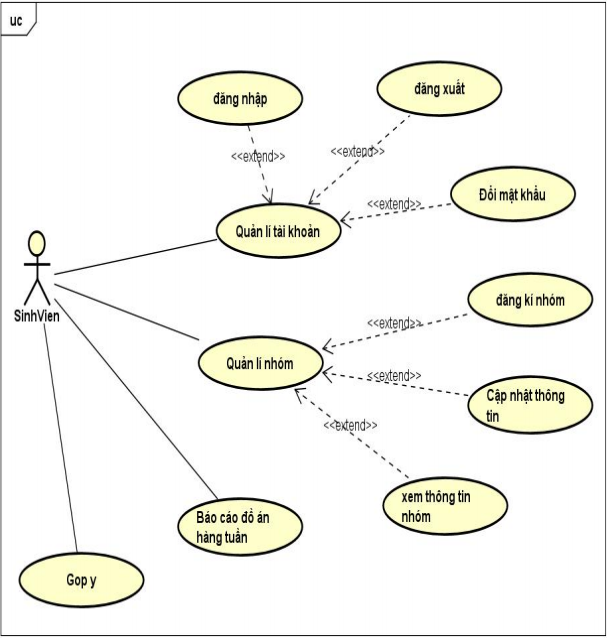 uc
đăng nhập
đăng xuất
<<extend>>
<<extend>>
Đổi mật khẩu
<<extend>>
Quản lí tài khoản
SinhVien
đăng kí nhóm
<<extend>>
Quản lí nhóm
<<extend>>
Cập nhật thông
tin
<<extend>>
xem thông tin
nhóm
Báo cáo đồ án
hàng tuần
Gop y